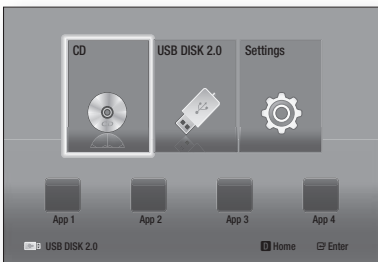 CD USB DISK 2.0 Settings
App 1 App 2 App 3 App 4
USB DISK 2.0 D Home Enter